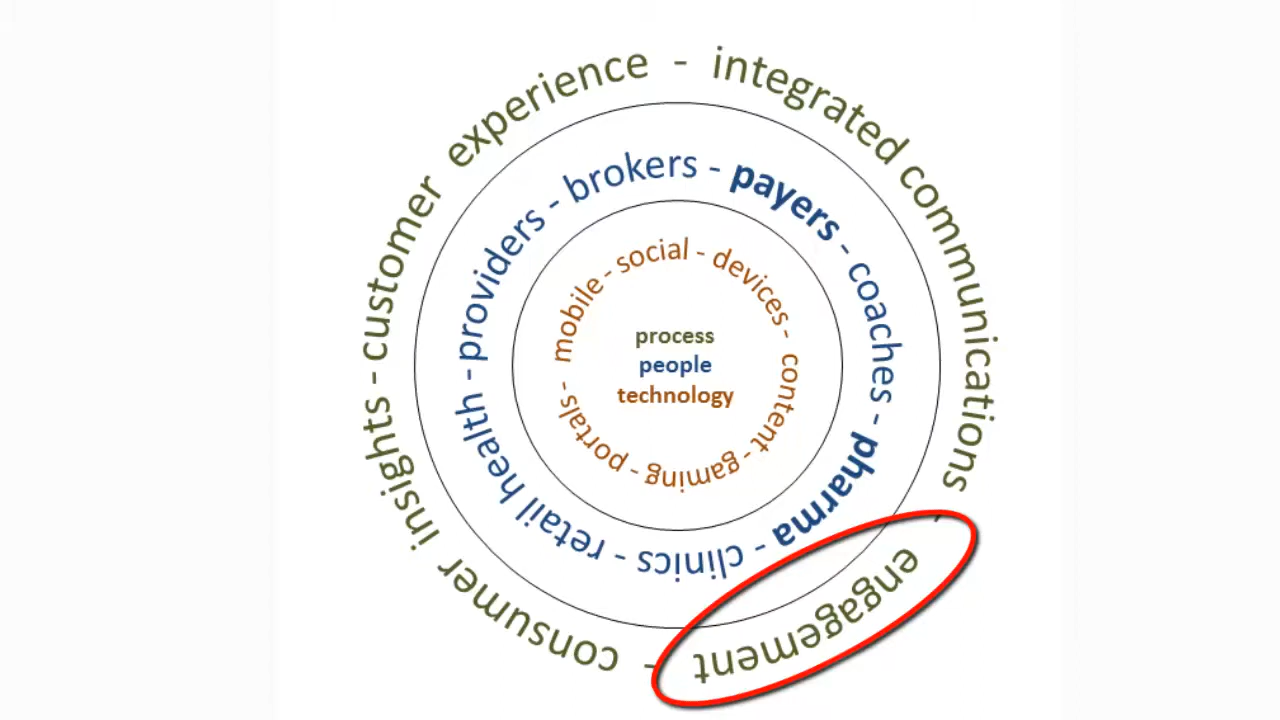 customer experience - integrated communications - engagement - consumer insights -
providers - brokers - payers - coaches - pharma - clinics - retail health -
mobile - social - devices - content - gaming - portals -
process
people
technology